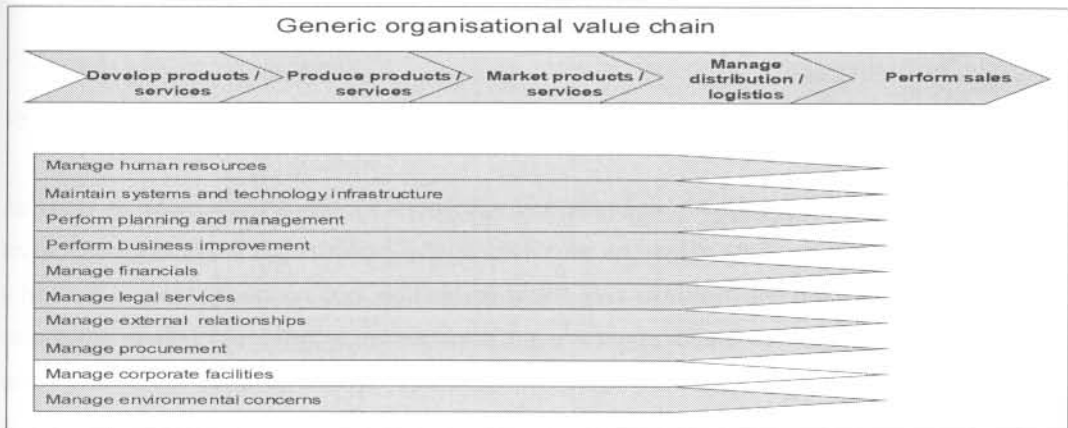 Generic organisational value chain
Develop products /
services
Produce products /
services
Market products /
services
Manage
distribution /
logistics
Perform sales
Manage human resources
Maintain systems and technology infrastructure
Perform planning and management
Perform business improvement
Manage financials
Manage legal services
Manage external relationships
Manage procurement
Manage corporate facilities
Manage environmental concerns